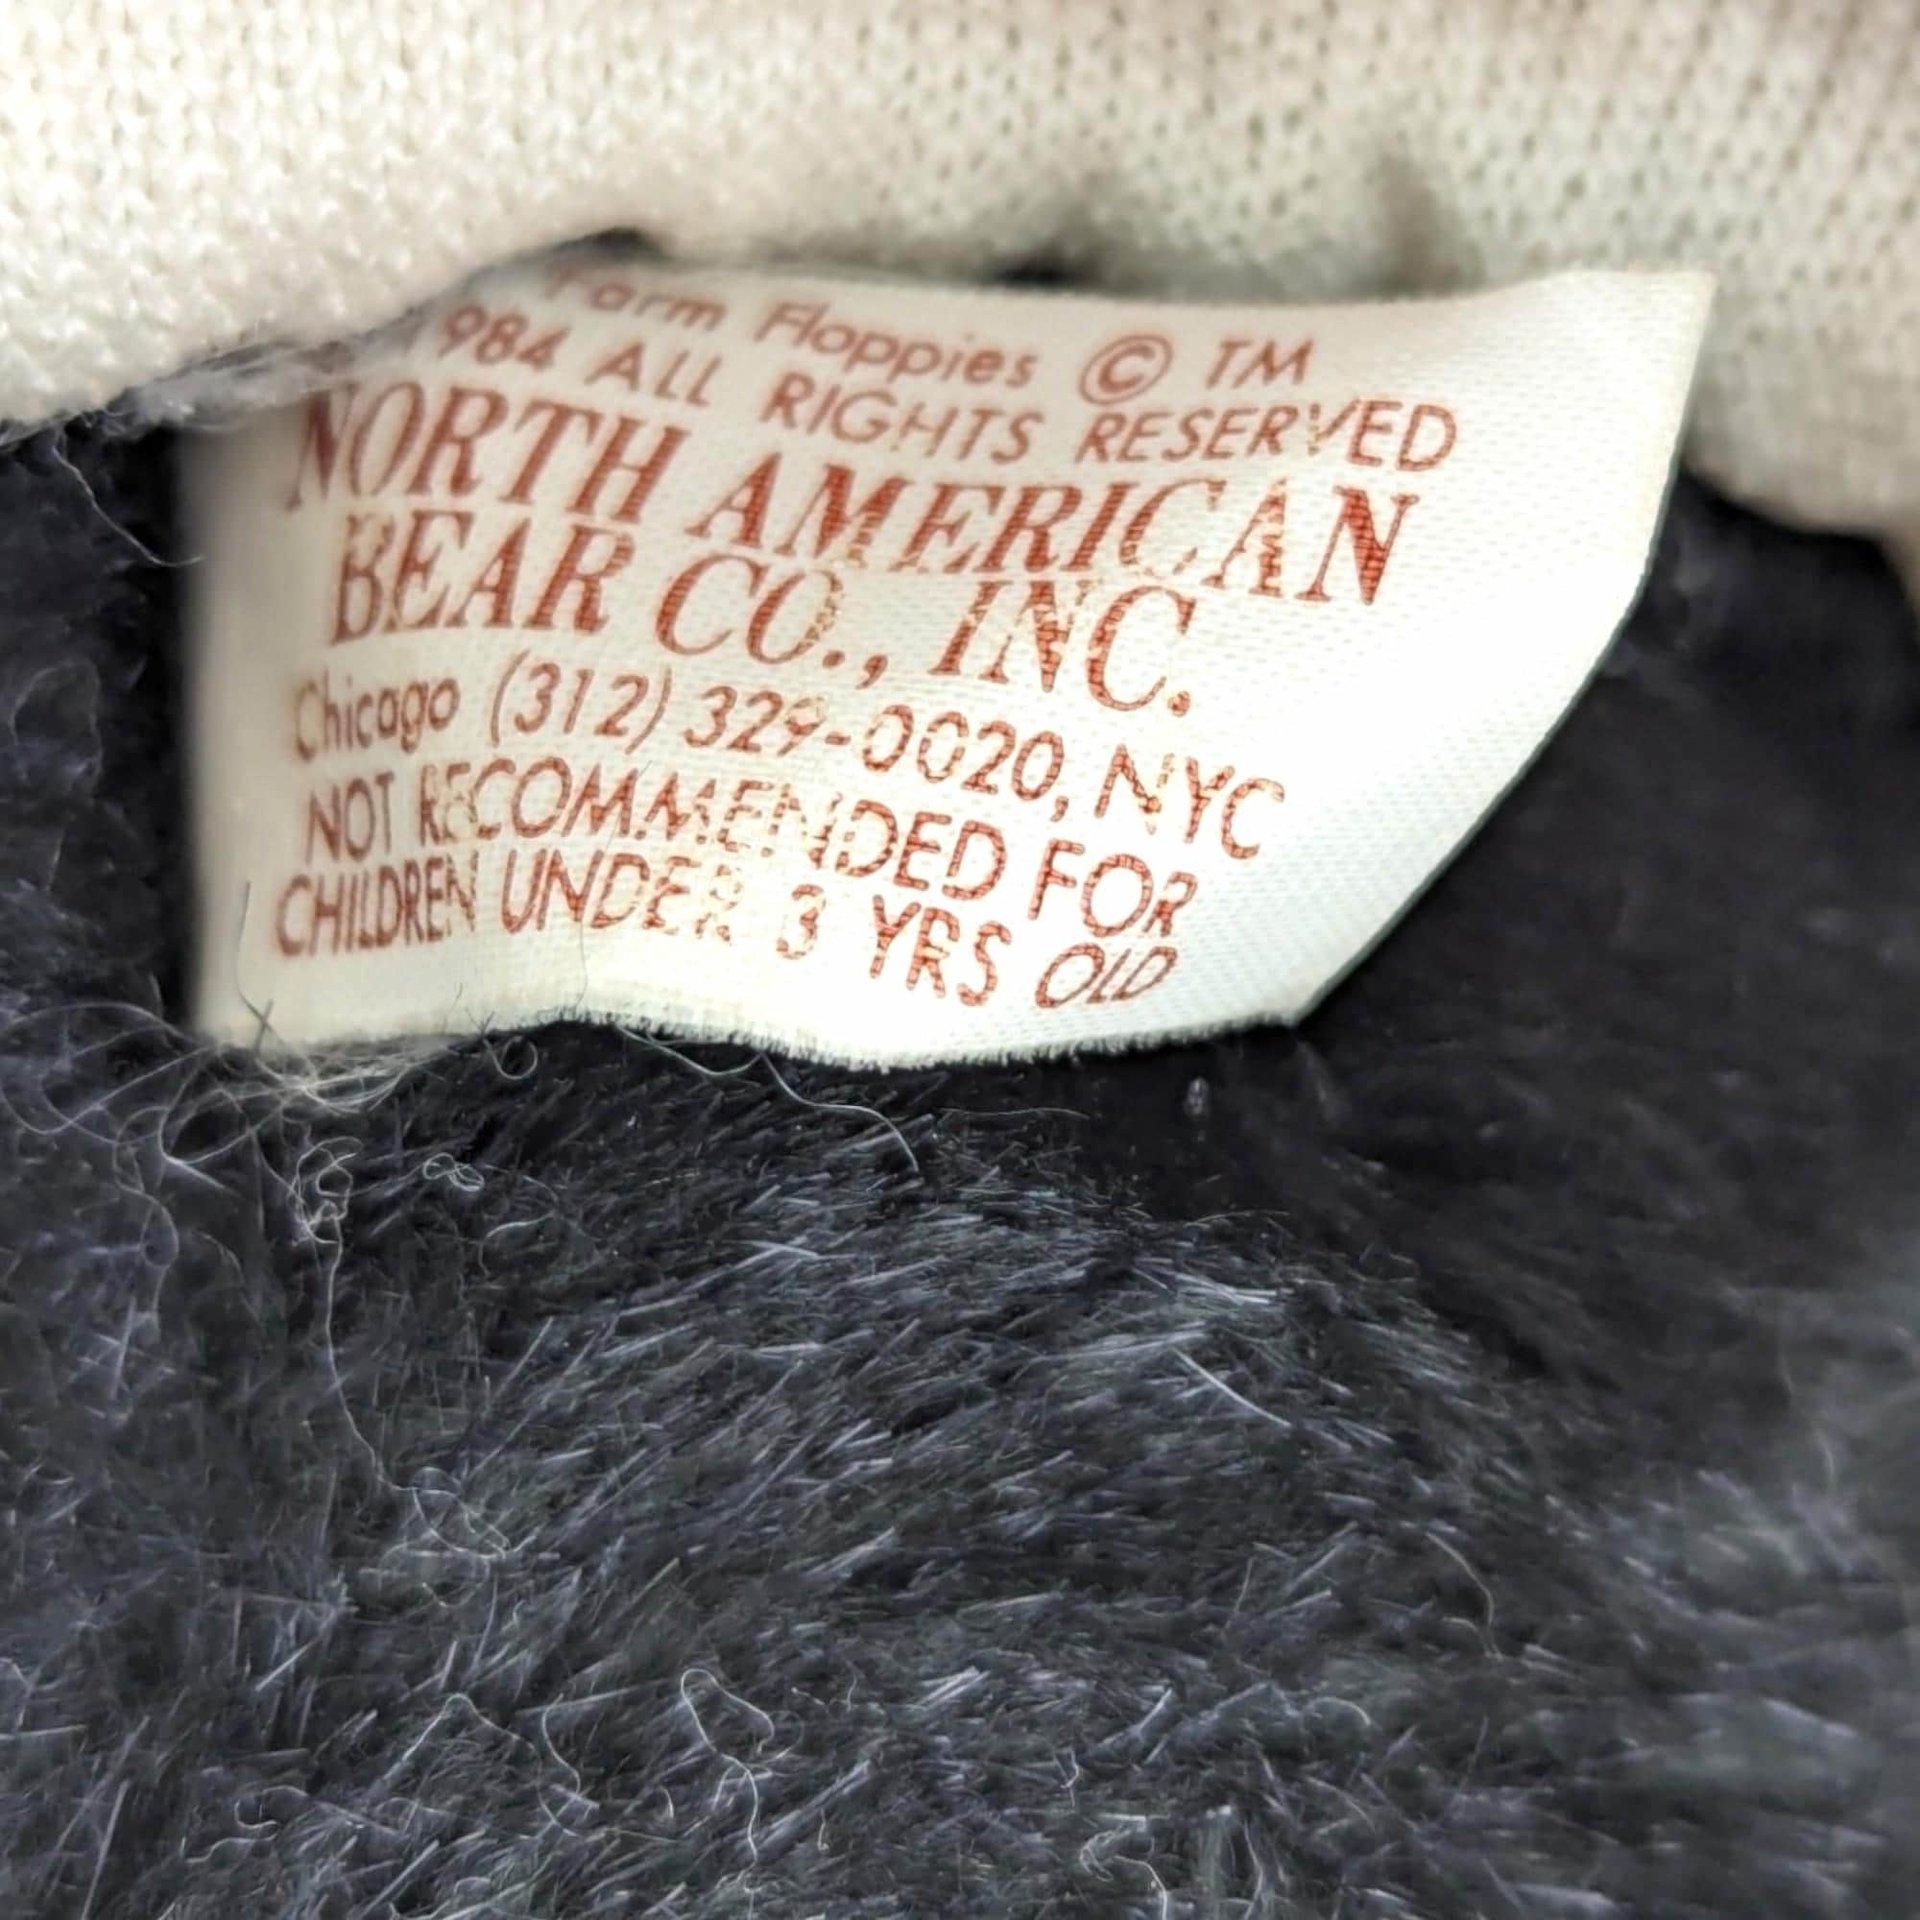 Farm Floppies © TM
1984 ALL RIGHTS RESERVED
NORTH AMERICAN
BEAR CO., INC.
Chicago (312) 329-0020, NYC
NOT RECOMMENDED FOR
CHILDREN UNDER 3 YRS OLD